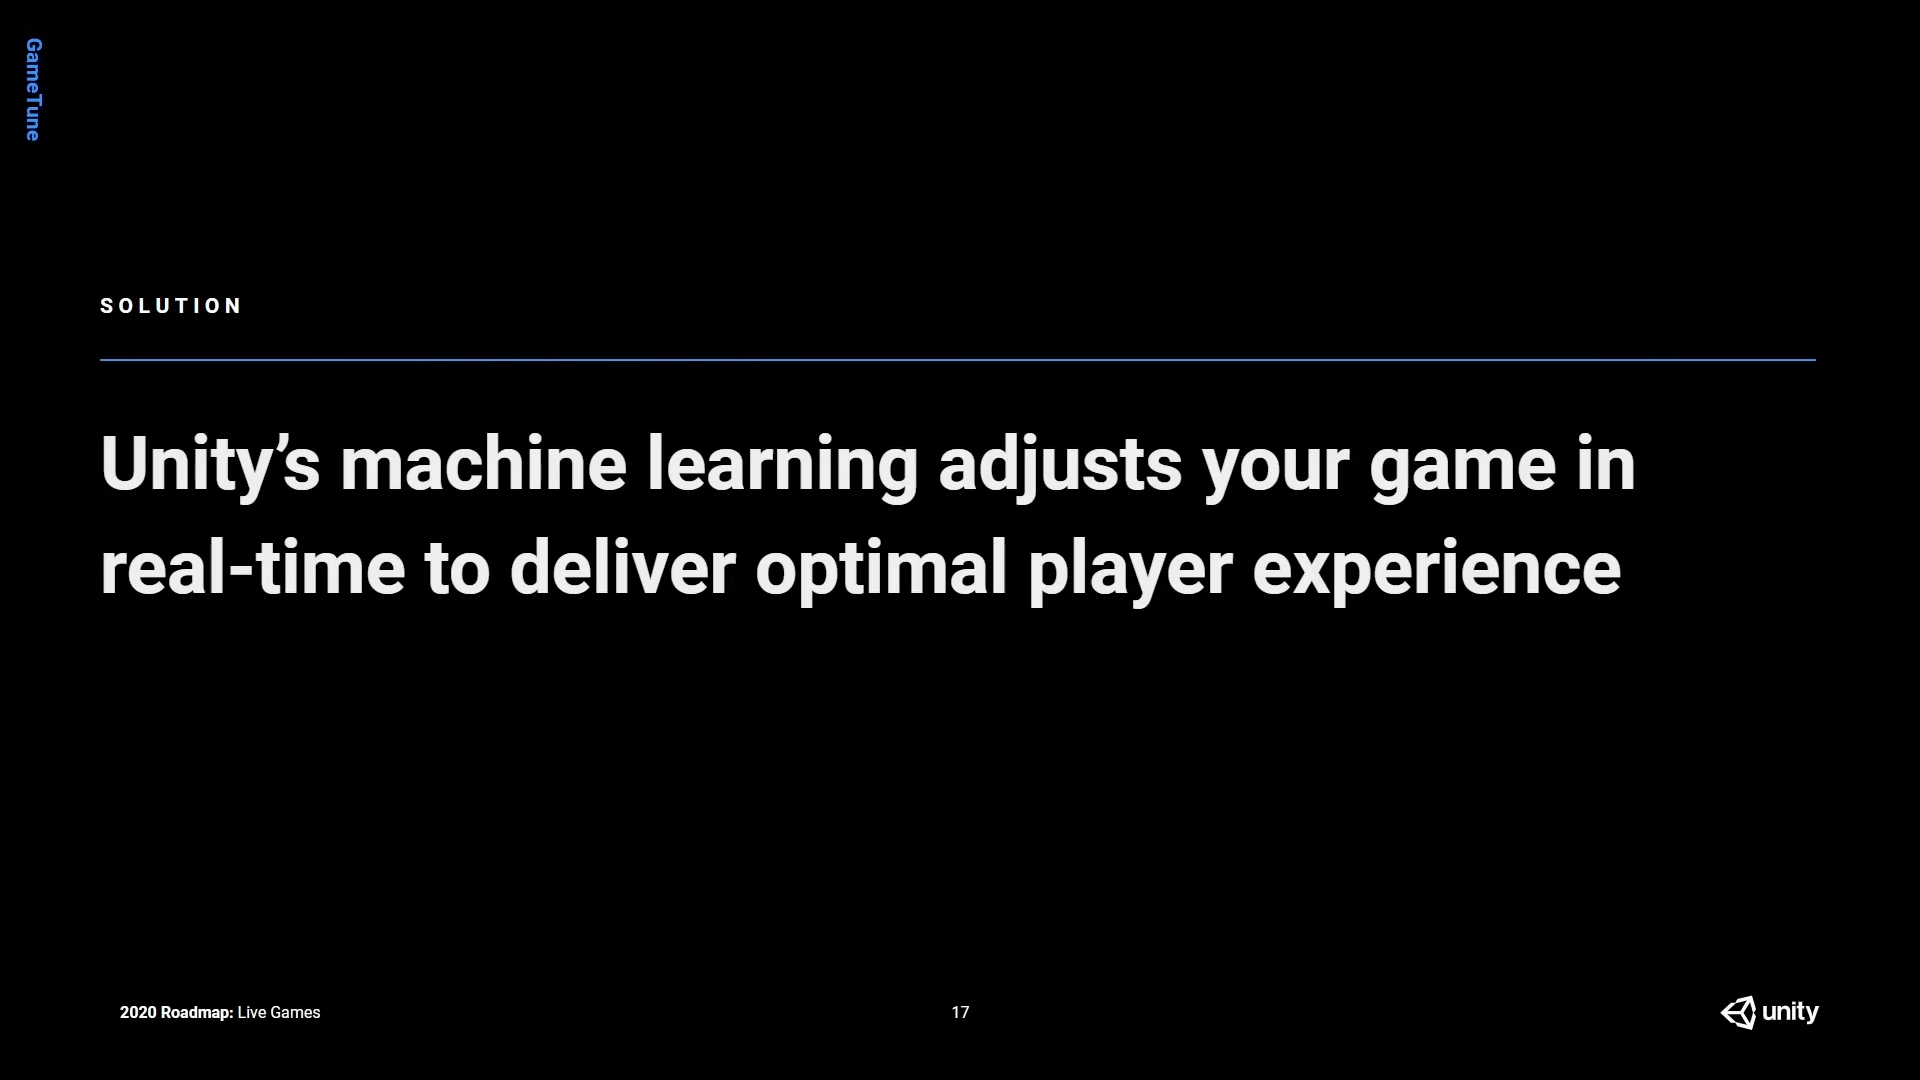 GameTune
SOLUTION
Unity’s machine learning adjusts your game in
real-time to deliver optimal player experience
2020 Roadmap: Live Games
17
unity